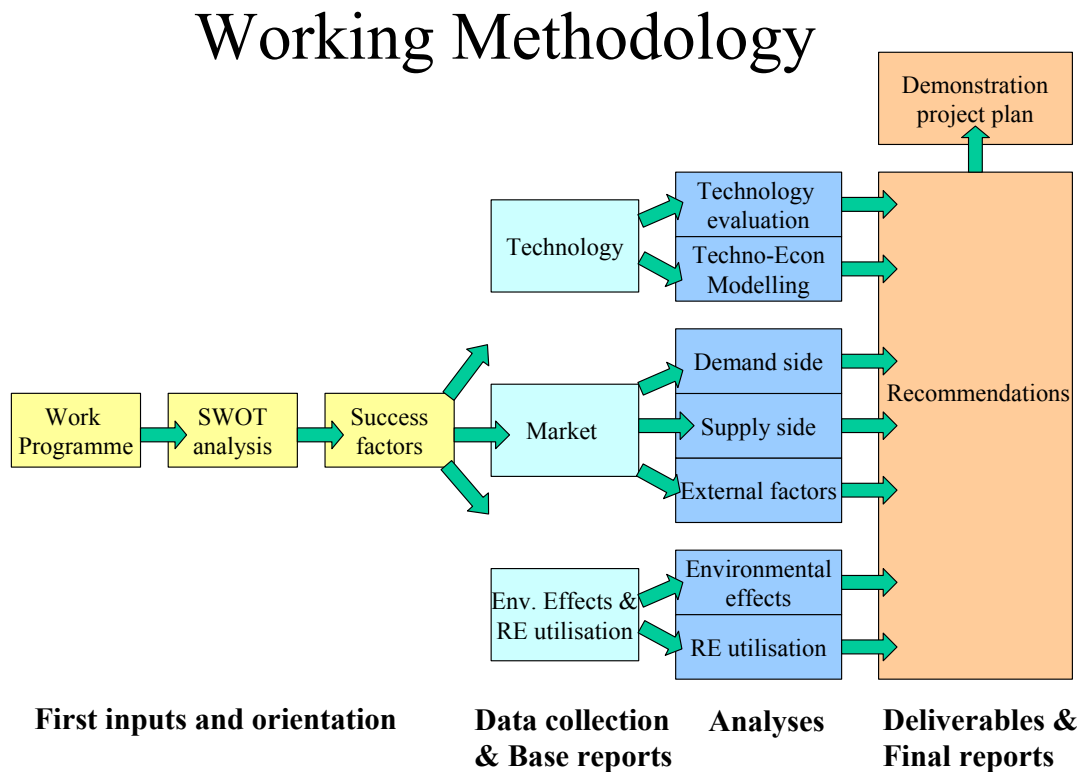 Working Methodology
Demonstration
project plan
Technology
evaluation
Technology
Techno-Econ
Modelling
Demand side
Recommendations
Work
Programme
SWOT
analysis
Success
factors
Market
Supply side
External factors
Environmental
effects
Env. Effects &
RE utilisation
RE utilisation
First inputs and orientation
Data collection
& Base reports
Analyses
Deliverables &
Final reports